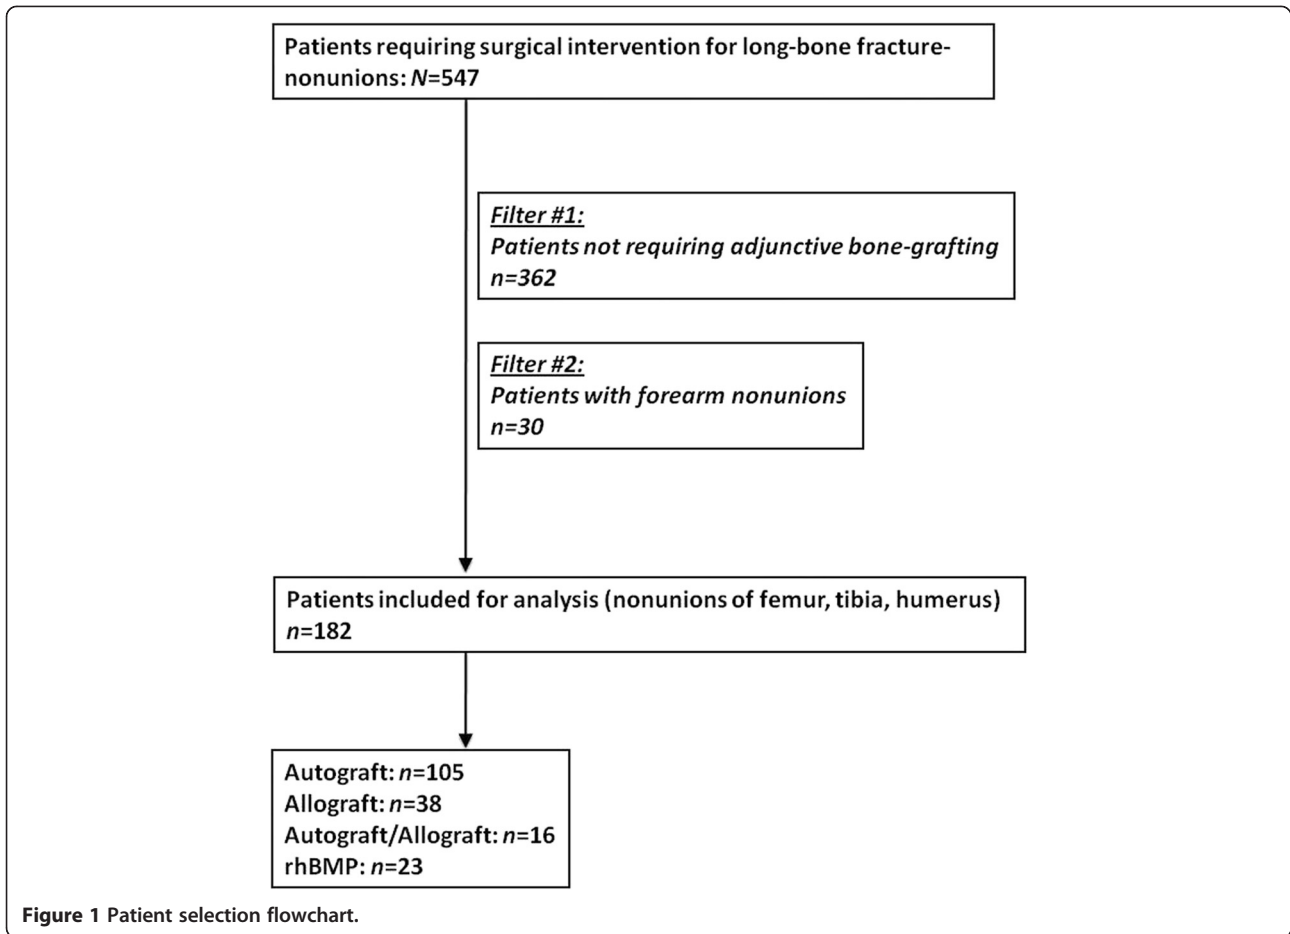 Patients requiring surgical intervention for long-bone fracture-
nonunions: N=547
Filter #1:
Patients not requiring adjunctive bone-grafting
n=362
Filter #2:
Patients with forearm nonunions
n=30
Patients included for analysis (nonunions of femur, tibia, humerus)
n=182
Autograft: n=105
Allograft: n=38
Autograft/Allograft: n=16
rhBMP: n=23
Figure 1 Patient selection flowchart.